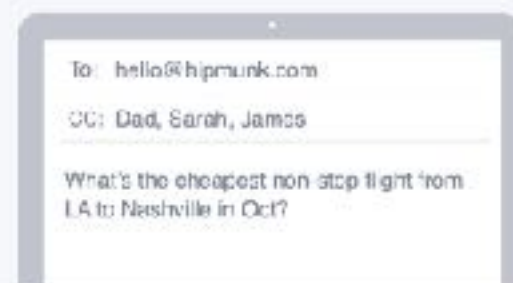 To: hello@hipmunk.com
CC: Dad, Sarah, James
What's the cheapest non-stop flight from
LA to Nashville in Oct?